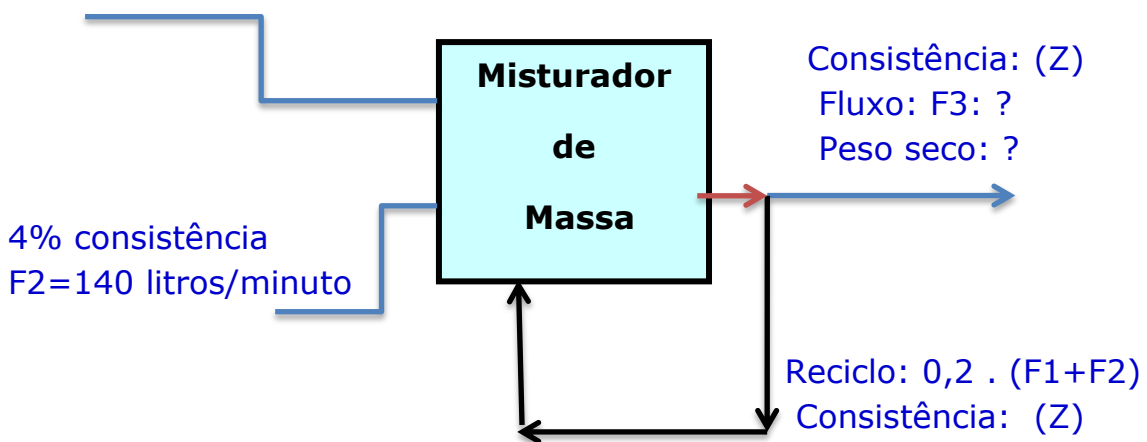 Misturador
de
Massa
Consistência: (Z)
Fluxo: F3: ?
Peso seco: ?
4% consistência
F2=140 litros/minuto
Reciclo: 0,2 . (F1+F2)
Consistência: (Z)